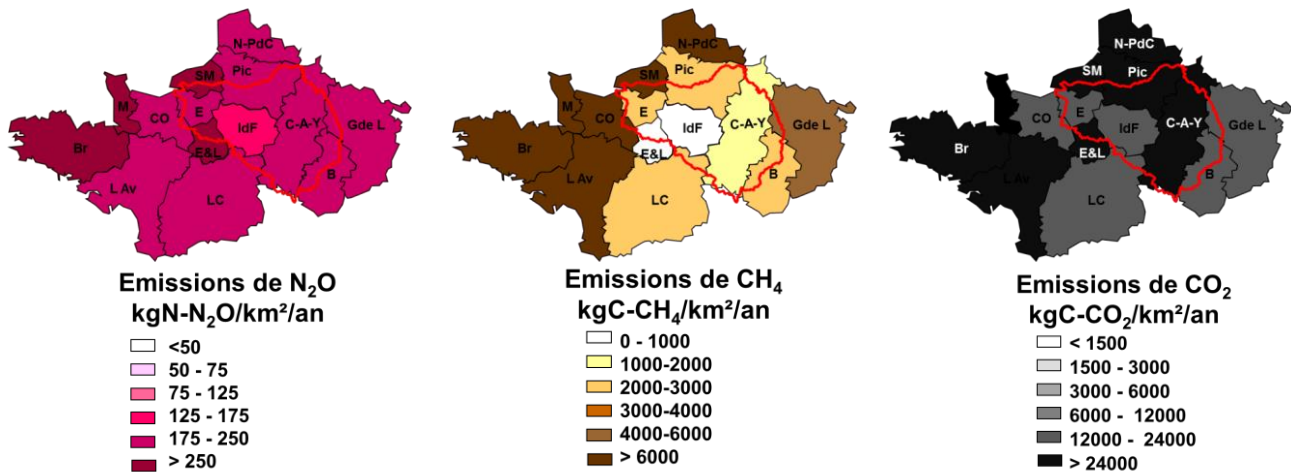 N-PdC
SM
Pic
M
CO
E
IdF
C-A-Y
Gde L
Br
E&L
L Av
B
LC
Emissions de N₂O
kgN-N₂O/km²/an
<50
50 - 75
75 - 125
125 - 175
175 - 250
> 250
N-PdC
SM
Pic
M
CO
E
IdF
C-A-Y
Gde L
Br
E&L
L Av
B
LC
Emissions de CH₄
kgC-CH₄/km²/an
0 - 1000
1000-2000
2000-3000
3000-4000
4000-6000
> 6000
N-PdC
SM
Pic
CO
E
IdF
C-A-Y
Gde L
Br
E&L
L Av
B
LC
Emissions de CO₂
kgC-CO₂/km²/an
< 1500
1500 - 3000
3000 - 6000
6000 - 12000
12000 - 24000
> 24000